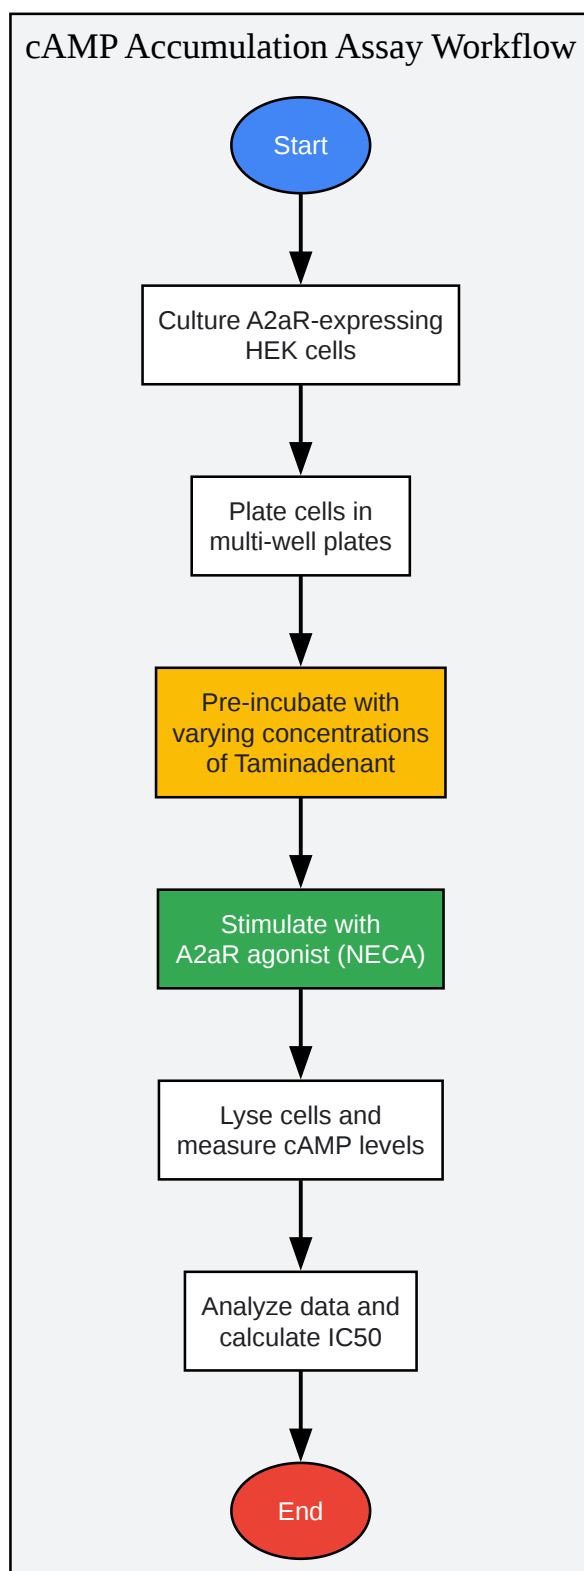 cAMP Accumulation Assay Workflow
Start
Culture A2aR-expressing
HEK cells
Plate cells in
multi-well plates
Pre-incubate with
varying concentrations
of Taminadenant
Stimulate with
A2aR agonist (NECA)
Lyse cells and
measure cAMP levels
Analyze data and
calculate IC50
End